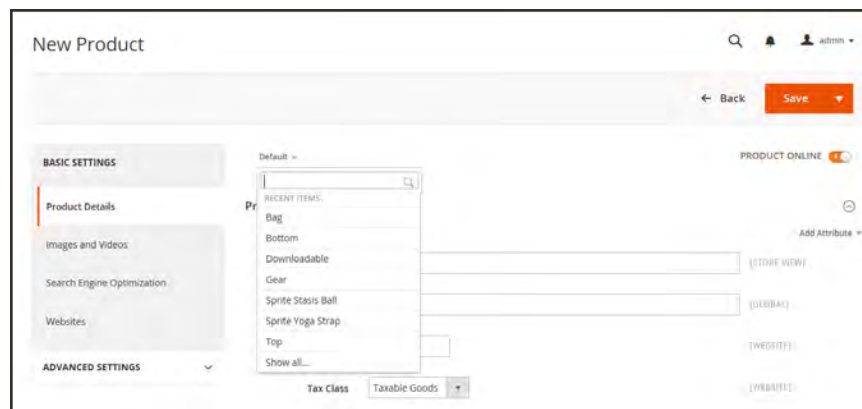 New Product
admin
← Back
Save
BASIC SETTINGS
Default
PRODUCT ONLINE
RECENT ITEMS
Product Details
Pr
Bag
Add Attribute
Images and Videos
Bottom
Downloadable
[STORE VIEW]
Search Engine Optimization
Gear
Sprite Stasis Ball
[GLOBAL]
Websites
Sprite Yoga Strap
Top
[WEBSITE]
Show all...
ADVANCED SETTINGS
Tax Class
Taxable Goods
[WEBSITE]